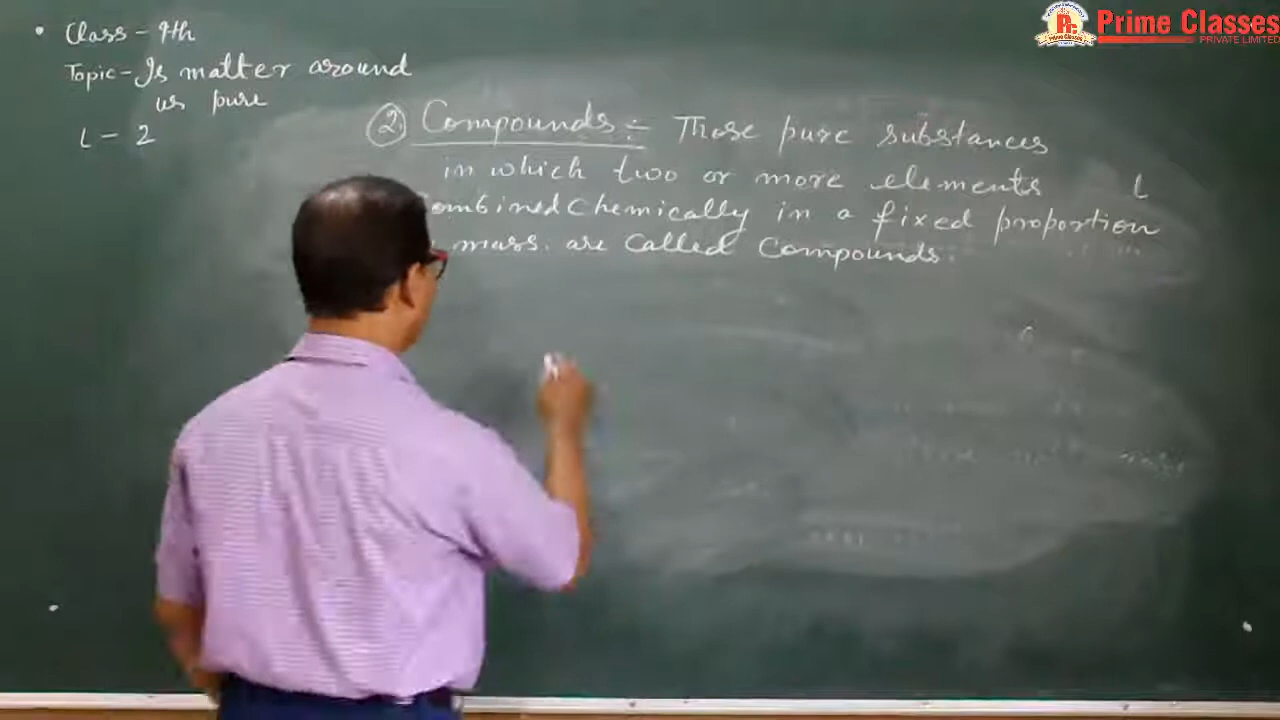 Class - 9th
Topic - Is matter around
us pure
L - 2
2. Compounds :- Those pure substances
in which two or more elements
Combined Chemically in a fixed proportion
mass. are Called Compounds.
Prime Classes
PRIVATE LIMITED